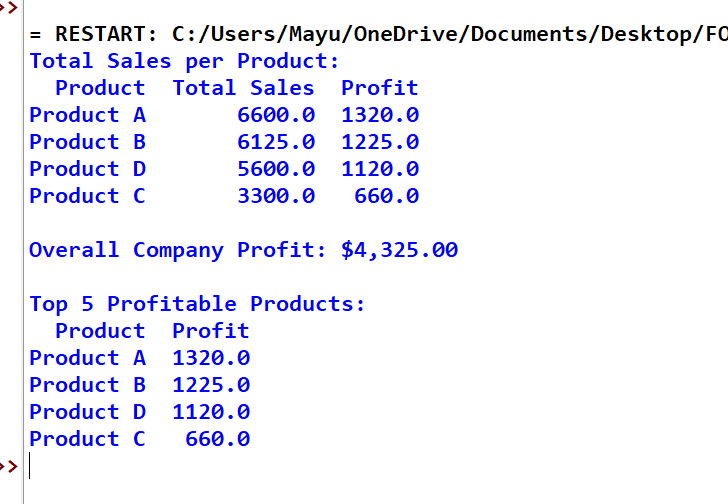 >>
= RESTART: C:/Users/Mayu/OneDrive/Documents/Desktop/FO
Total Sales per Product:
  Product  Total Sales  Profit
Product A       6600.0  1320.0
Product B       6125.0  1225.0
Product D       5600.0  1120.0
Product C       3300.0   660.0

Overall Company Profit: $4,325.00

Top 5 Profitable Products:
  Product  Profit
Product A  1320.0
Product B  1225.0
Product D  1120.0
Product C   660.0
>>